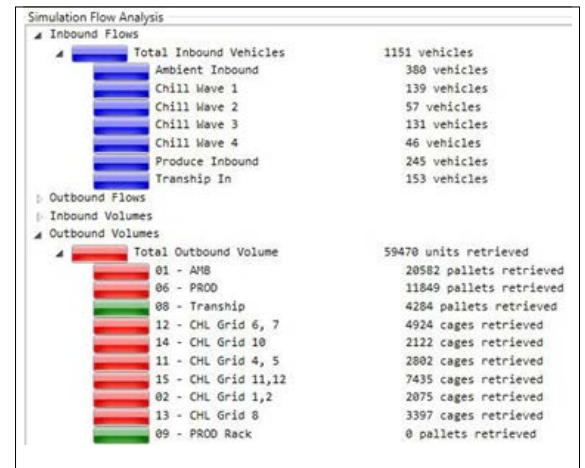 Simulation Flow Analysis
Inbound Flows
Total Inbound Vehicles 1151 vehicles
Ambient Inbound 380 vehicles
Chill Wave 1 139 vehicles
Chill Wave 2 57 vehicles
Chill Wave 3 131 vehicles
Chill Wave 4 46 vehicles
Produce Inbound 245 vehicles
Tranship In 153 vehicles
Outbound Flows
Inbound Volumes
Outbound Volumes
Total Outbound Volume 59470 units retrieved
01 - AMB 20582 pallets retrieved
06 - PROD 11849 pallets retrieved
08 - Tranship 4284 pallets retrieved
12 - CHL Grid 6, 7 4924 cages retrieved
14 - CHL Grid 10 2122 cages retrieved
11 - CHL Grid 4, 5 2802 cages retrieved
15 - CHL Grid 11,12 7435 cages retrieved
02 - CHL Grid 1,2 2075 cages retrieved
13 - CHL Grid 8 3397 cages retrieved
09 - PROD Rack 0 pallets retrieved